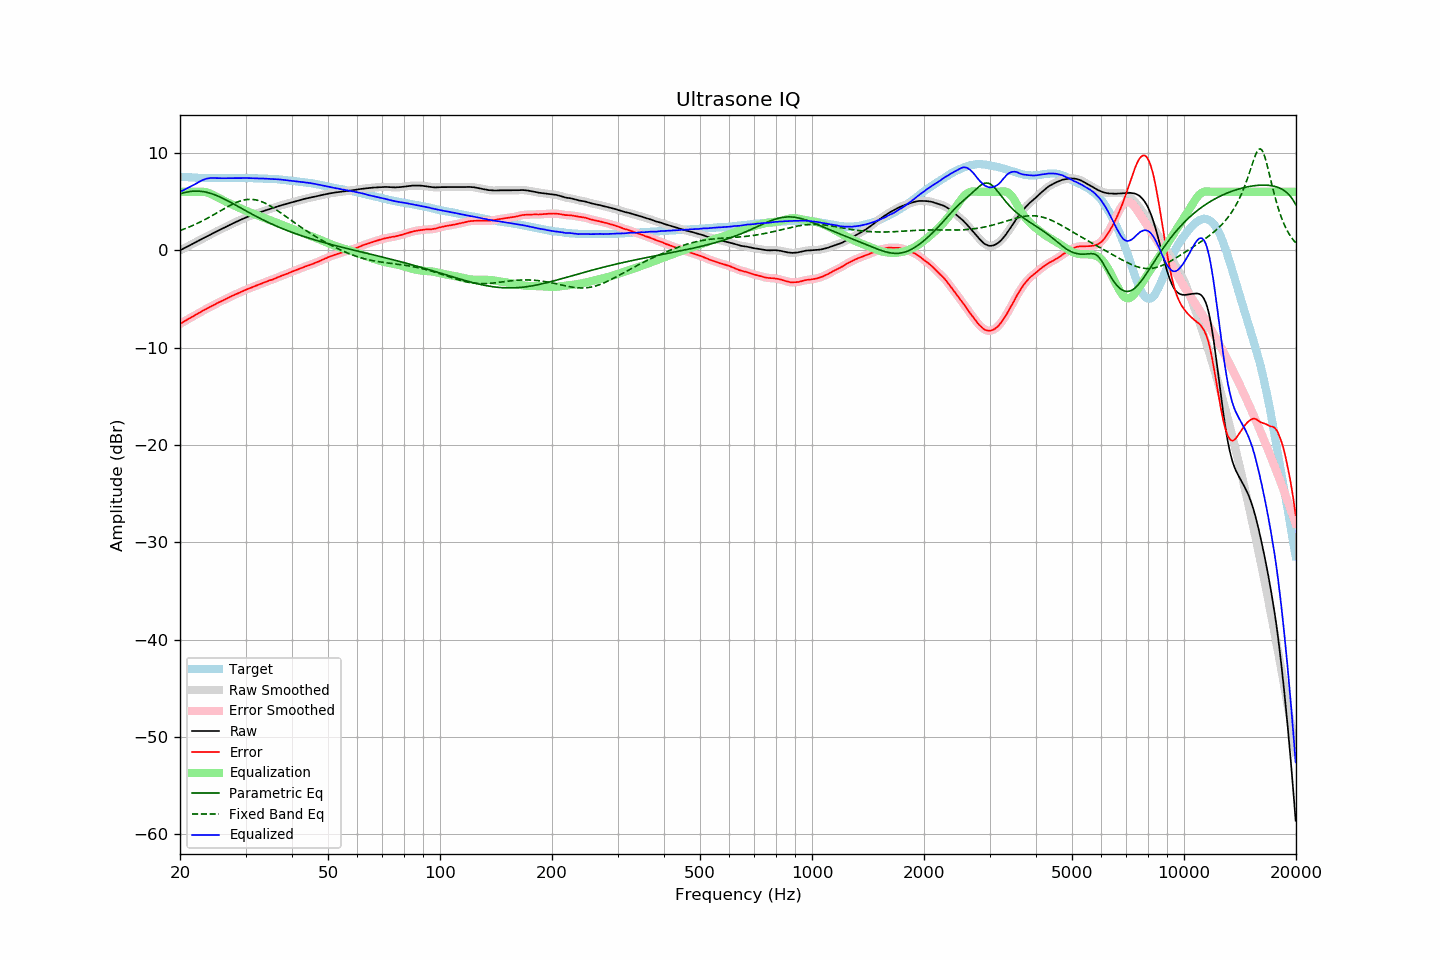 Ultrasone IQ
10
0
−10
−20
−30
−40
−50
−60
Amplitude (dBr)
Target
Raw Smoothed
Error Smoothed
Raw
Error
Equalization
Parametric Eq
Fixed Band Eq
Equalized
20 50 100 200 500 1000 2000 5000 10000 20000
Frequency (Hz)